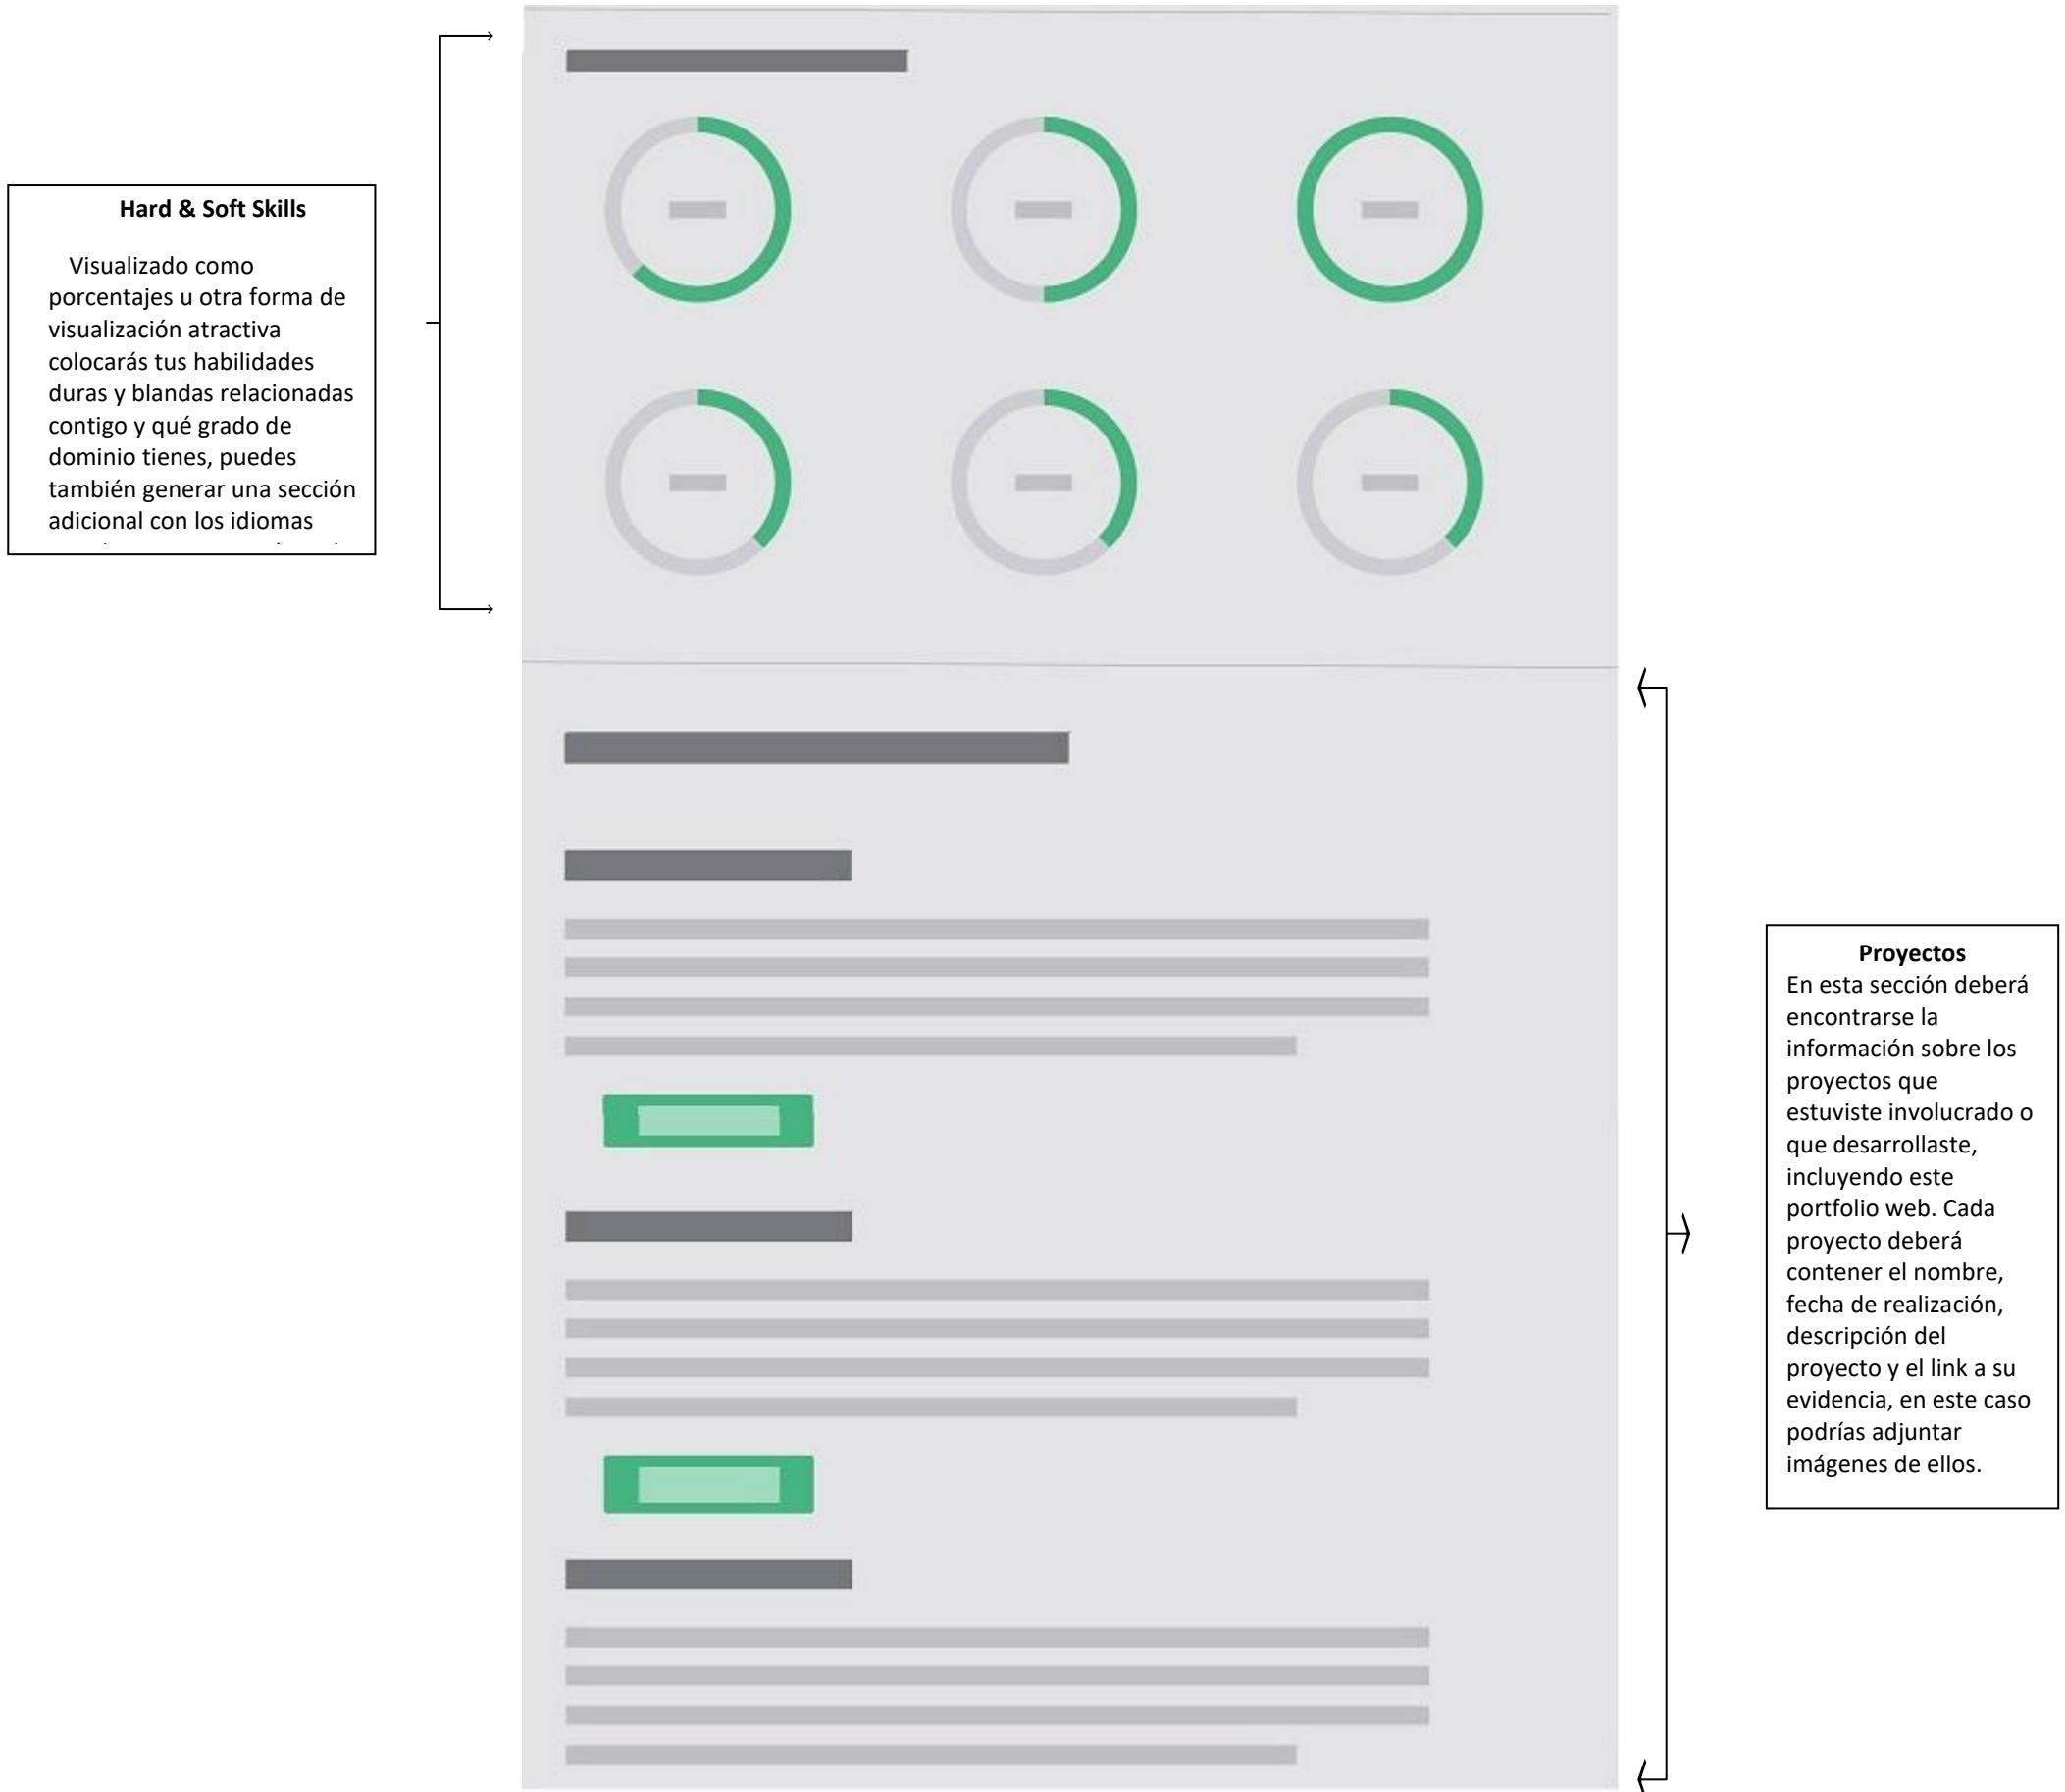 Hard & Soft Skills
Visualizado como
porcentajes u otra forma de
visualización atractiva
colocarás tus habilidades
duras y blandas relacionadas
contigo y qué grado de
dominio tienes, puedes
también generar una sección
adicional con los idiomas
Proyectos
En esta sección deberá
encontrarse la
información sobre los
proyectos que
estuviste involucrado o
que desarrollaste,
incluyendo este
portfolio web. Cada
proyecto deberá
contener el nombre,
fecha de realización,
descripción del
proyecto y el link a su
evidencia, en este caso
podrías adjuntar
imágenes de ellos.